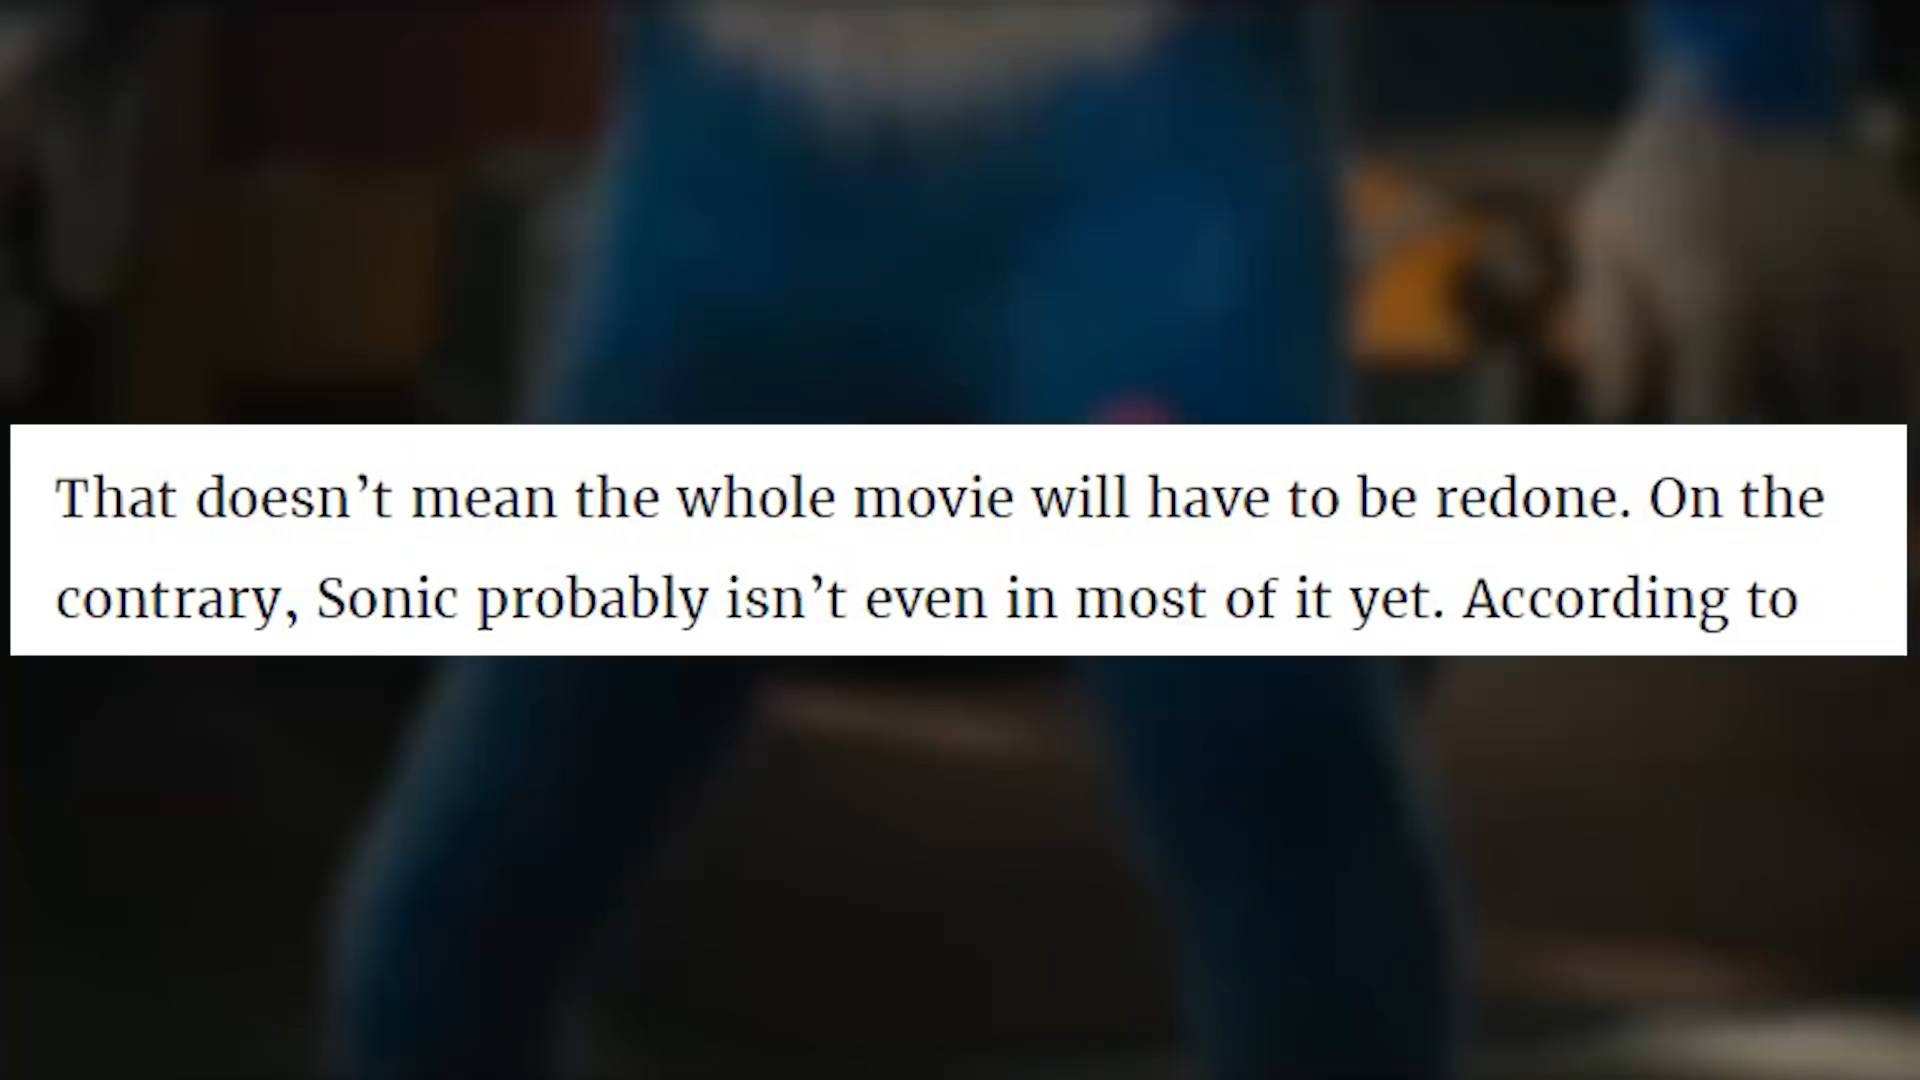 That doesn’t mean the whole movie will have to be redone. On the
contrary, Sonic probably isn’t even in most of it yet. According to